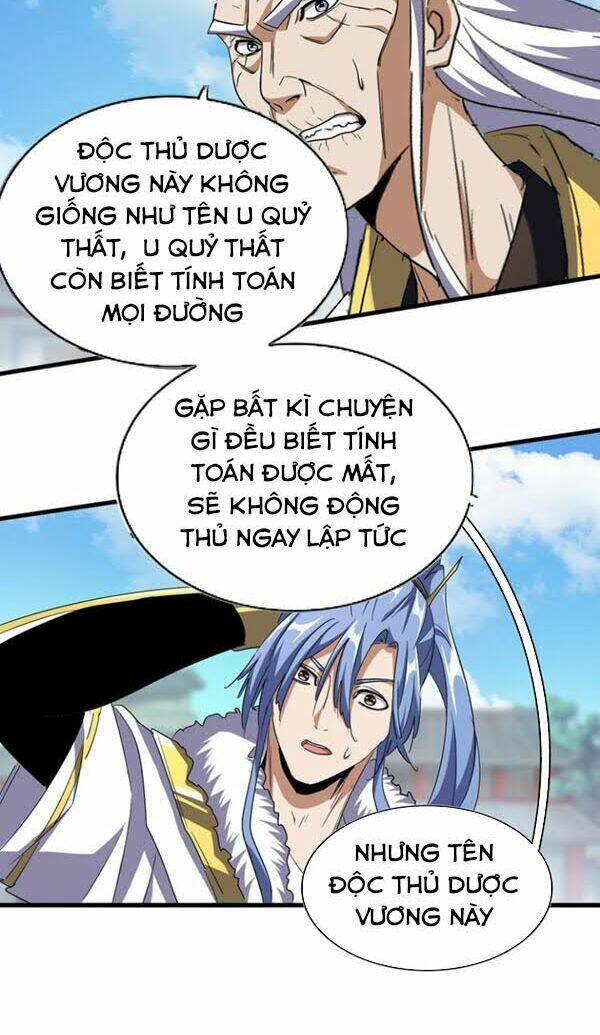 ĐỘC THỦ DƯỢC
VƯƠNG NÀY KHÔNG
GIỐNG NHƯ TÊN U QUỶ
THẤT, U QUỶ THẤT
CÒN BIẾT TÍNH TOÁN
MỌI ĐƯỜNG
GẶP BẤT KÌ CHUYỆN
GÌ ĐỀU BIẾT TÍNH
TOÁN ĐƯỢC MẤT,
SẼ KHÔNG ĐỘNG
THỦ NGAY LẬP TỨC
NHƯNG TÊN
ĐỘC THỦ DƯỢC
VƯƠNG NÀY